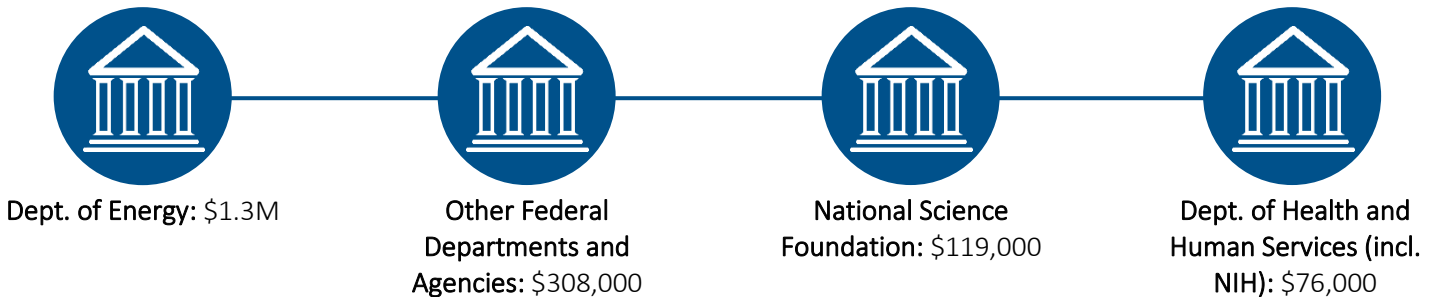 Dept. of Energy: $1.3M
Other Federal
Departments and
Agencies: $308,000
National Science
Foundation: $119,000
Dept. of Health and
Human Services (incl.
NIH): $76,000